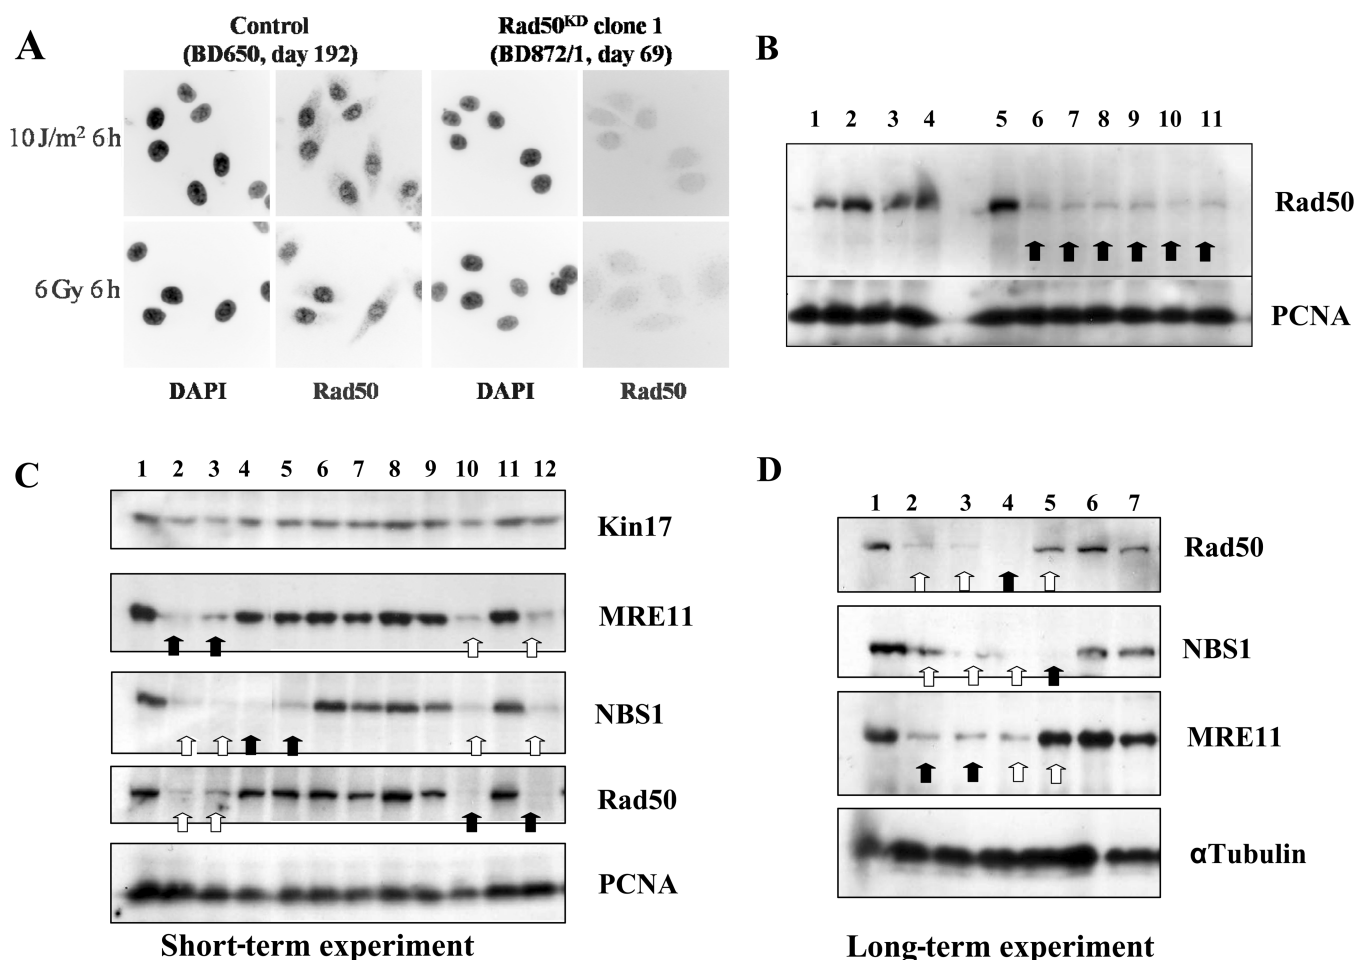 A
Control
(BD650, day 192)
Rad50KD clone 1
(BD872/1, day 69)
10J/m2 6h
6Gy 6h
DAPI
Rad50
DAPI
Rad50
B
1 2 3 4 5 6 7 8 9 10 11
Rad50
PCNA
C
1 2 3 4 5 6 7 8 9 10 11 12
Kin17
MRE11
NBS1
Rad50
PCNA
Short-term experiment
D
1 2 3 4 5 6 7
Rad50
NBS1
MRE11
αTubulin
Long-term experiment